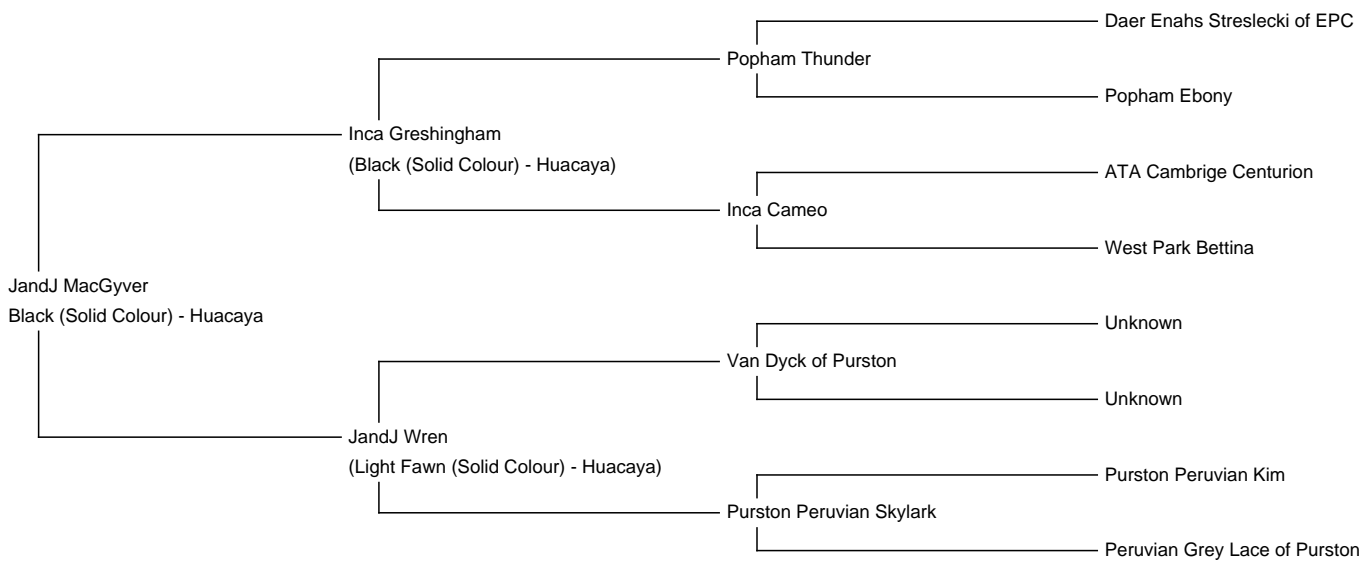 Daer Enahs Streslecki of EPC
Popham Thunder
Popham Ebony
Inca Greshingham
(Black (Solid Colour) - Huacaya)
ATA Cambrige Centurion
Inca Cameo
West Park Bettina
JandJ MacGyver
Black (Solid Colour) - Huacaya
Unknown
Van Dyck of Purston
Unknown
JandJ Wren
(Light Fawn (Solid Colour) - Huacaya)
Purston Peruvian Kim
Purston Peruvian Skylark
Peruvian Grey Lace of Purston